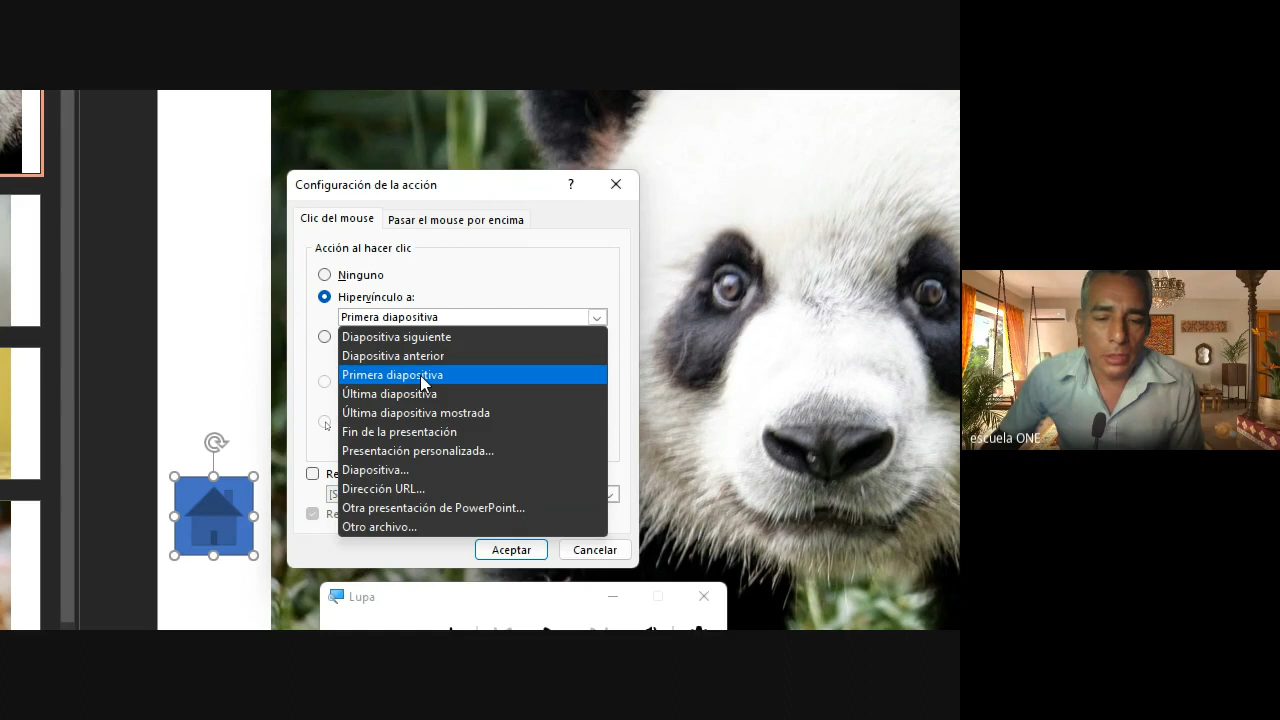 Configuración de la acción
?
Clic del mouse
Pasar el mouse por encima
Acción al hacer clic
Ninguno
Hipervínculo a:
Primera diapositiva
Diapositiva siguiente
Diapositiva anterior
Primera diapositiva
Última diapositiva
Última diapositiva mostrada
Fin de la presentación
Presentación personalizada...
Diapositiva...
Dirección URL...
Otra presentación de PowerPoint...
Otro archivo...
Aceptar
Cancelar
Lupa
escuela ONE